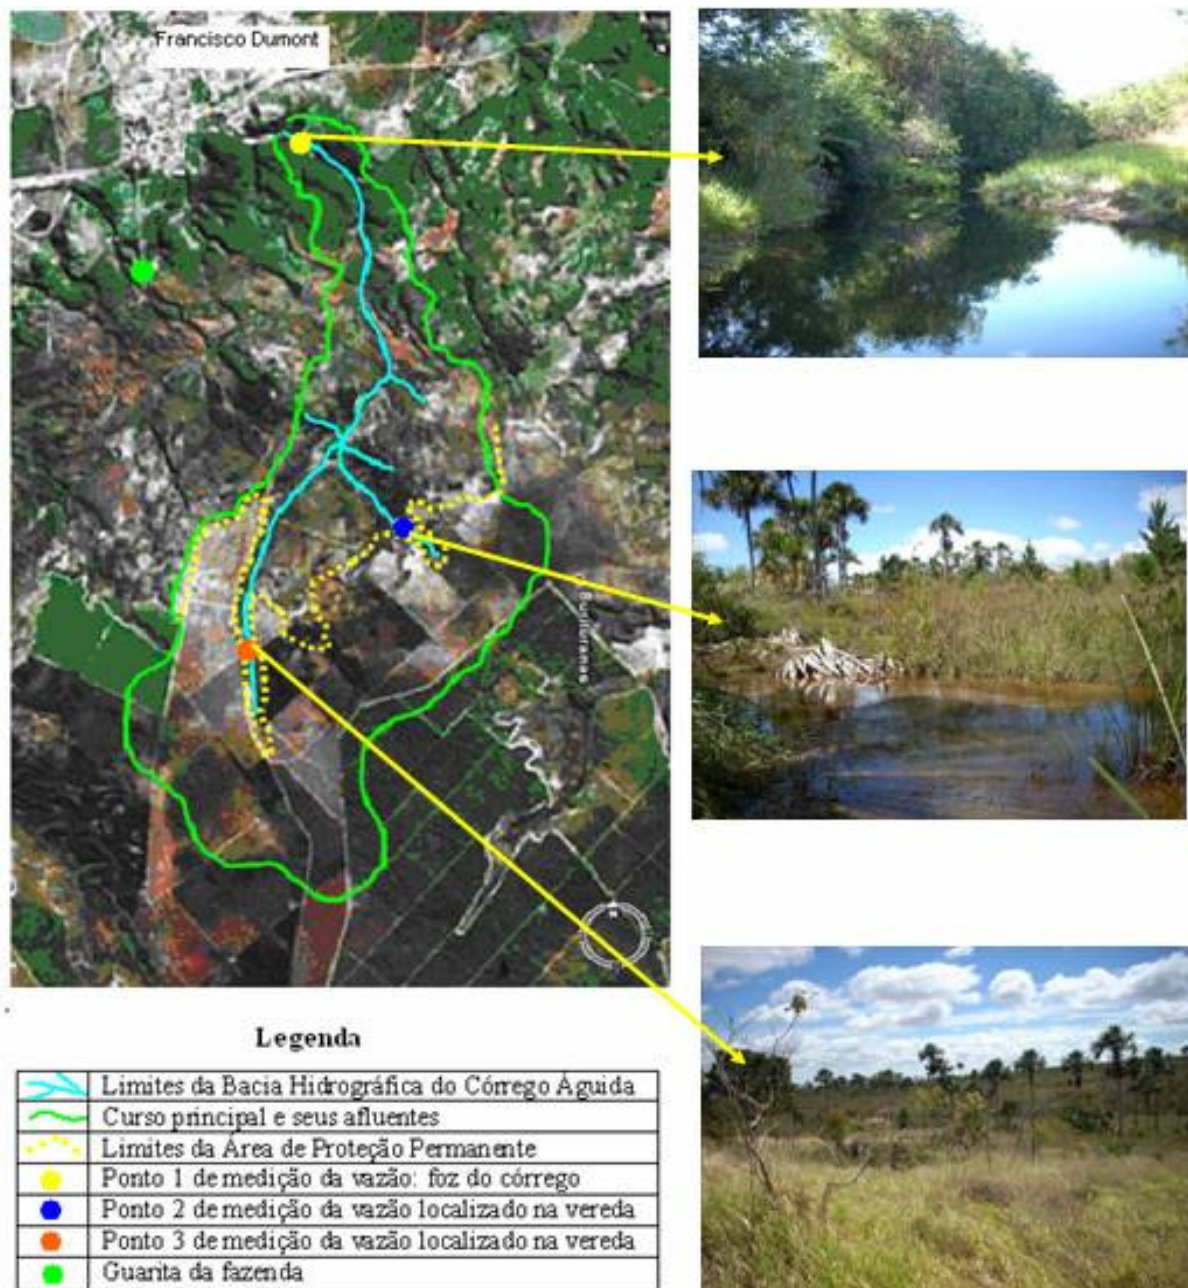 Francisco Dumont
Legenda
Limites da Bacia Hidrográfica do Córrego Águida
Curso principal e seus afluentes
Limites da Área de Proteção Permanente
Ponto 1 de medição da vazão: foz do córrego
Ponto 2 de medição da vazão localizado na vereda
Ponto 3 de medição da vazão localizado na vereda
Guarita da fazenda